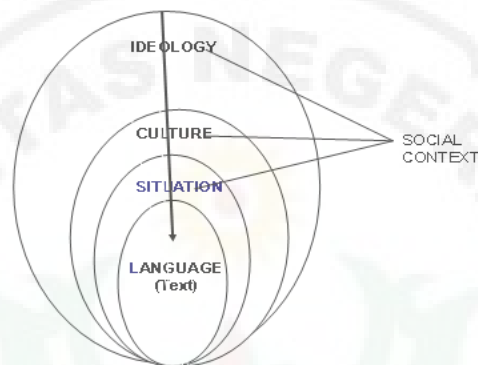 IDEOLOGY
CULTURE
SITUATION
SOCIAL
CONTEXT
LANGUAGE
(Text)